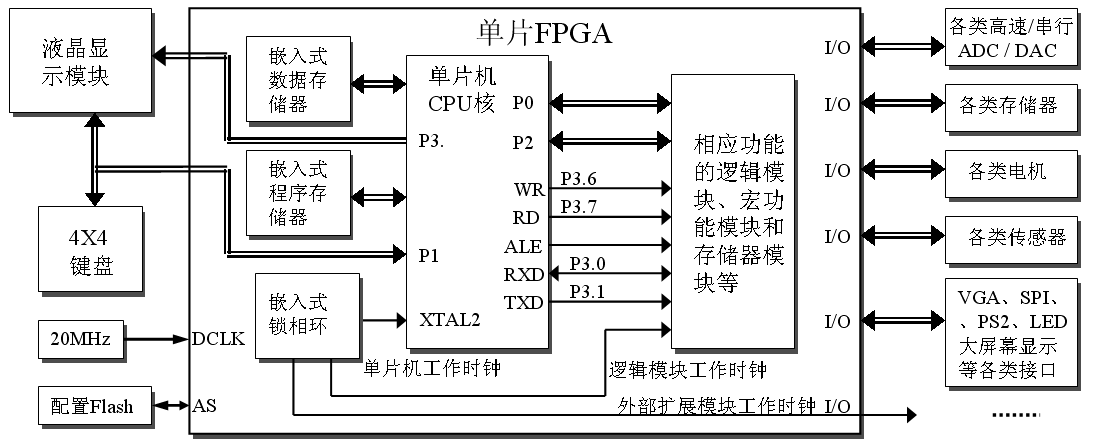 单片FPGA
液晶显
示模块
4X4
键盘
20MHz
配置Flash
DCLK
AS
嵌入式
数据存
储器
嵌入式
程序存
储器
嵌入式
锁相环
单片机
CPU核
P0
P3.
P2
WR
RD
ALE
P1
RXD
TXD
XTAL2
P3.6
P3.7
P3.0
P3.1
单片机工作时钟
相应功能
的逻辑模
块、宏功
能模块和
存储器模
块等
逻辑模块工作时钟
外部扩展模块工作时钟
I/O
I/O
I/O
I/O
I/O
I/O
各类高速/串行
ADC / DAC
各类存储器
各类电机
各类传感器
VGA、SPI、
、PS2、LED
大屏幕显示
等各类接口
········